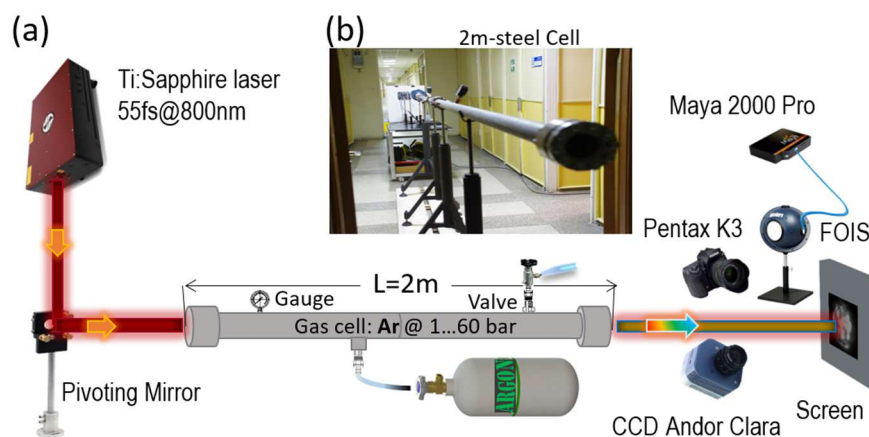 (a)
Ti:Sapphire laser
55fs@800nm
Pivoting Mirror
(b)
2m-steel Cell
L=2m
Gauge
Valve
Gas cell: Ar @ 1...60 bar
ARGON
Maya 2000 Pro
Pentax K3
FOIS
CCD Andor Clara
Screen